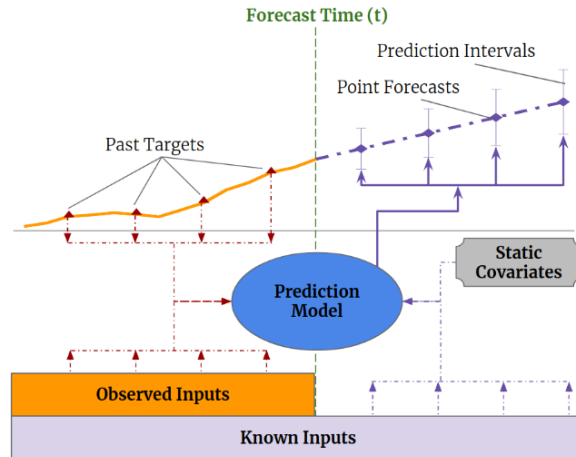 Forecast Time (t)
Prediction Intervals
Point Forecasts
Past Targets
Static
Covariates
Prediction
Model
Observed Inputs
Known Inputs